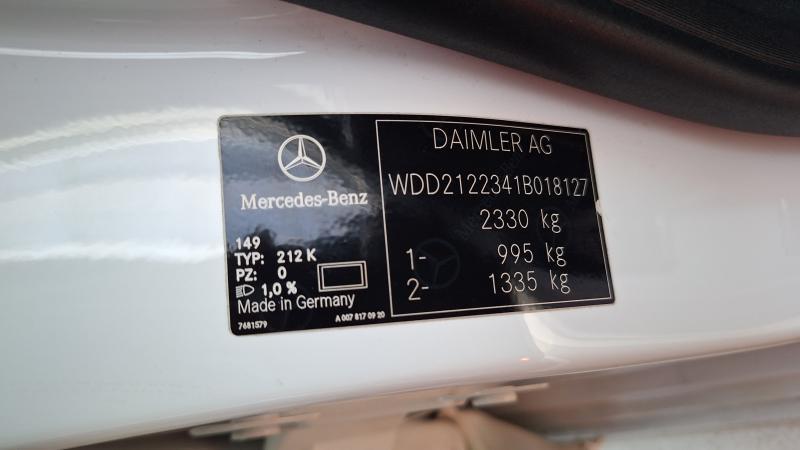 Mercedes-Benz
149
TYP: 212 K
PZ: 0
1,0 %
Made in Germany
7681579
A 007 817 09 20
DAIMLER AG
WDD2122341B018127
2330 kg
1- 995 kg
2- 1335 kg